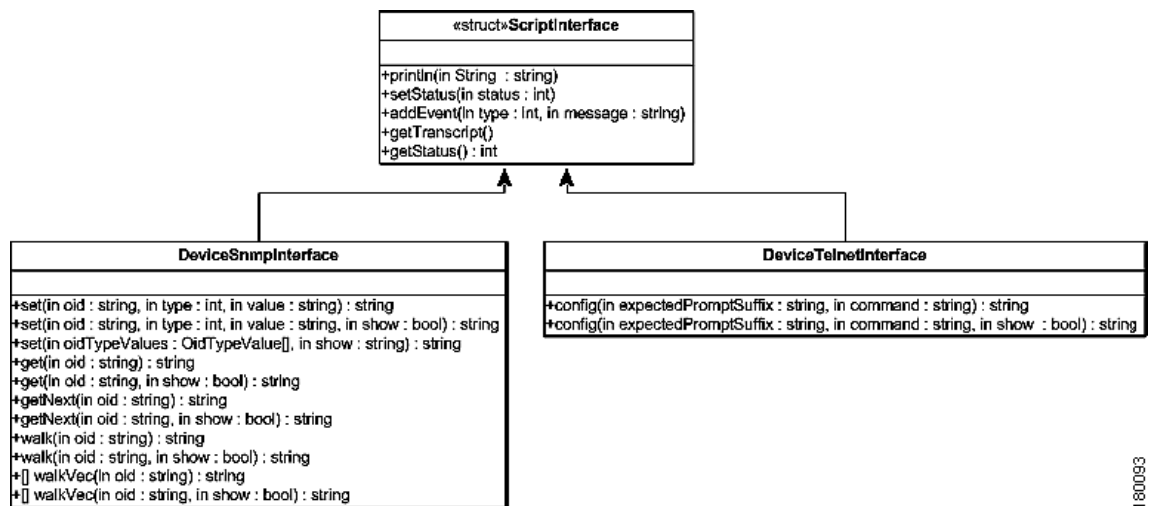 «struct»ScriptInterface
+println(in String : string)
+setStatus(in status : int)
+addEvent(in type : int, in message : string)
+getTranscript()
+getStatus() : int
DeviceSnmpInterface
+set(in oid : string, in type : int, in value : string) : string
+set(in oid : string, in type : int, in value : string, in show : bool) : string
+set(in oidTypeValues : OidTypeValue[], in show : string) : string
+get(in oid : string) : string
+get(in oid : string, in show : bool) : string
+getNext(in oid : string) : string
+getNext(in oid : string, in show : bool) : string
+walk(in oid : string) : string
+walk(in oid : string, in show : bool) : string
+[] walkVec(in oid : string) : string
+[] walkVec(in oid : string, in show : bool) : string
DeviceTelnetInterface
+config(in expectedPromptSuffix : string, in command : string) : string
+config(in expectedPromptSuffix : string, in command : string, in show : bool) : string
180093